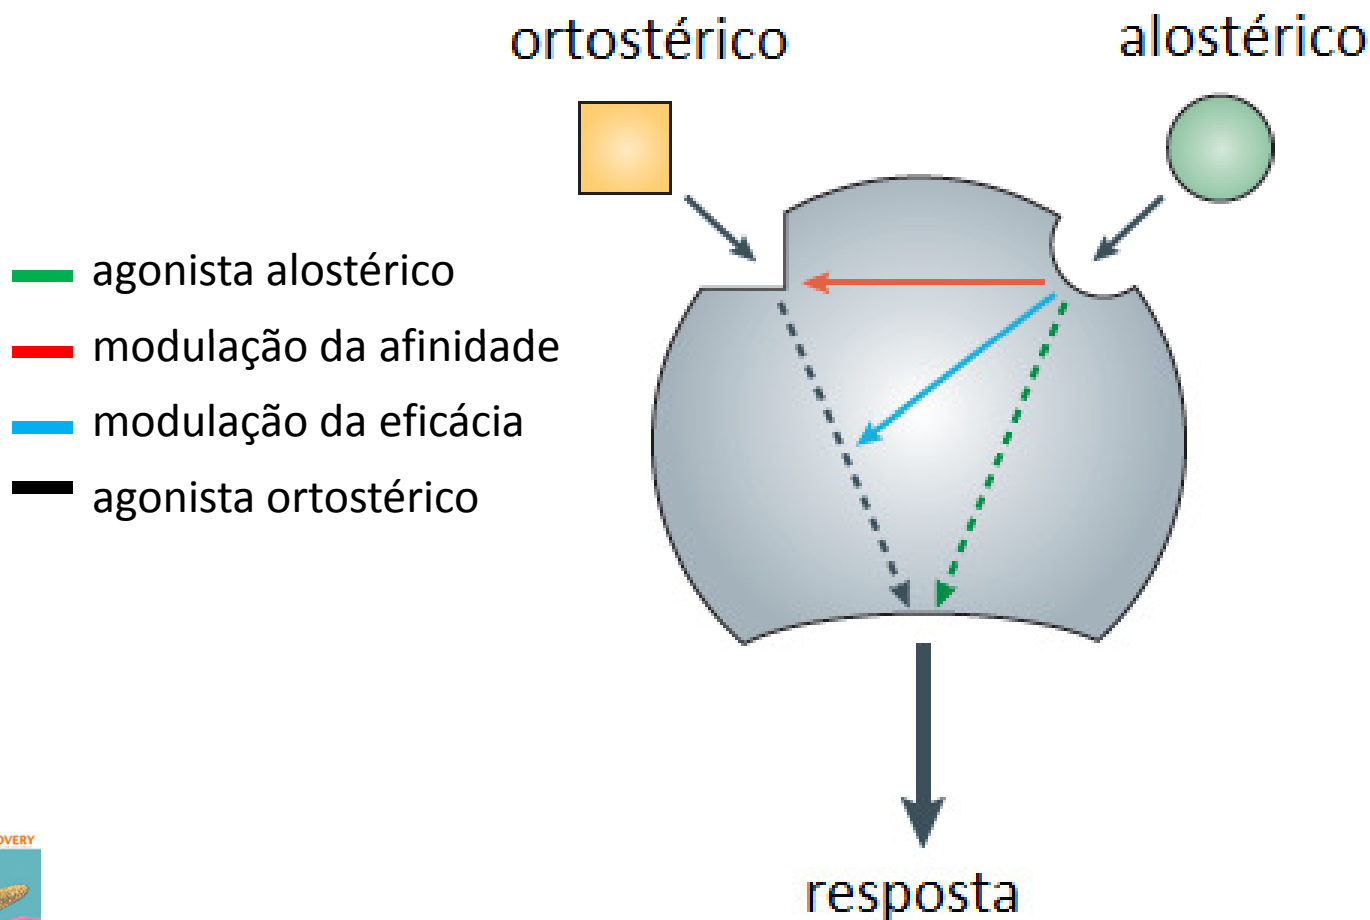 ortostérico
alostérico
agonista alostérico
modulação da afinidade
modulação da eficácia
agonista ortostérico
resposta